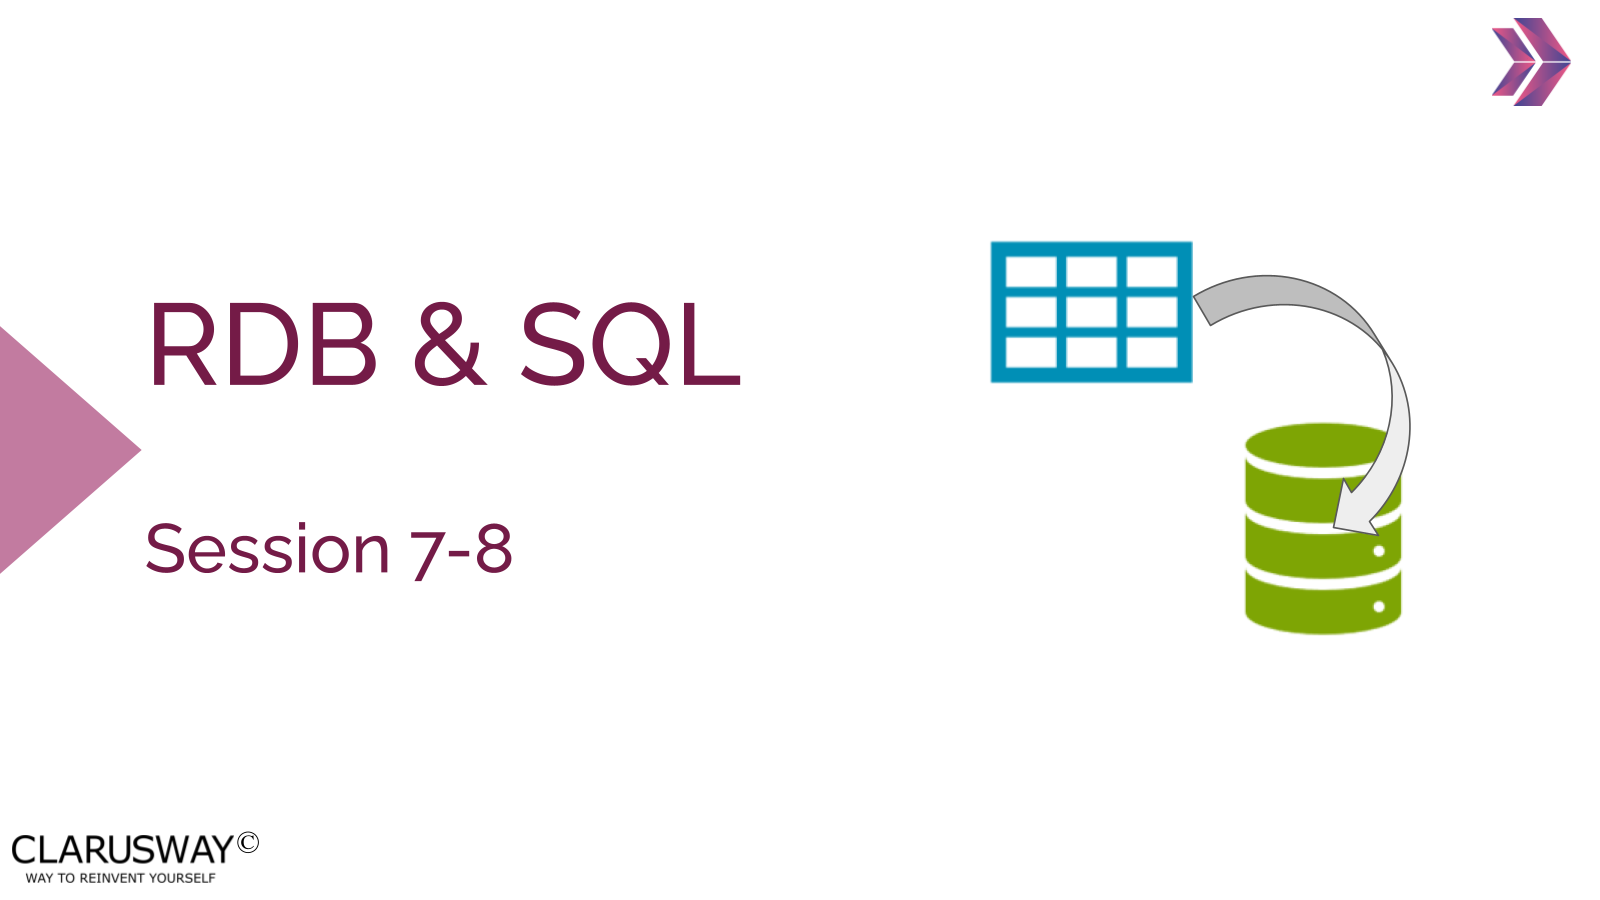 RDB & SQL
Session 7-8
CLARUSWAY©
WAY TO REINVENT YOURSELF